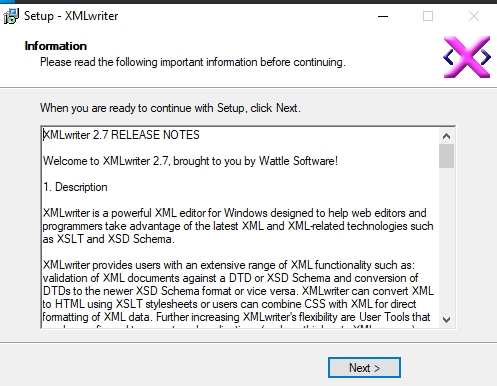 Setup - XMLwriter
Information
Please read the following important information before continuing.
When you are ready to continue with Setup, click Next.
XMLwriter 2.7 RELEASE NOTES
Welcome to XMLwriter 2.7, brought to you by Wattle Software!
1. Description
XMLwriter is a powerful XML editor for Windows designed to help web editors and
programmers take advantage of the latest XML and XML-related technologies such
as XSLT and XSD Schema.
XMLwriter provides users with an extensive range of XML functionality such as:
validation of XML documents against a DTD or XSD Schema and conversion of
DTDs to the newer XSD Schema format or vice versa. XMLwriter can convert XML
to HTML using XSLT stylesheets or users can combine CSS with XML for direct
formatting of XML data. Further increasing XMLwriter's flexibility are User Tools that
Next >